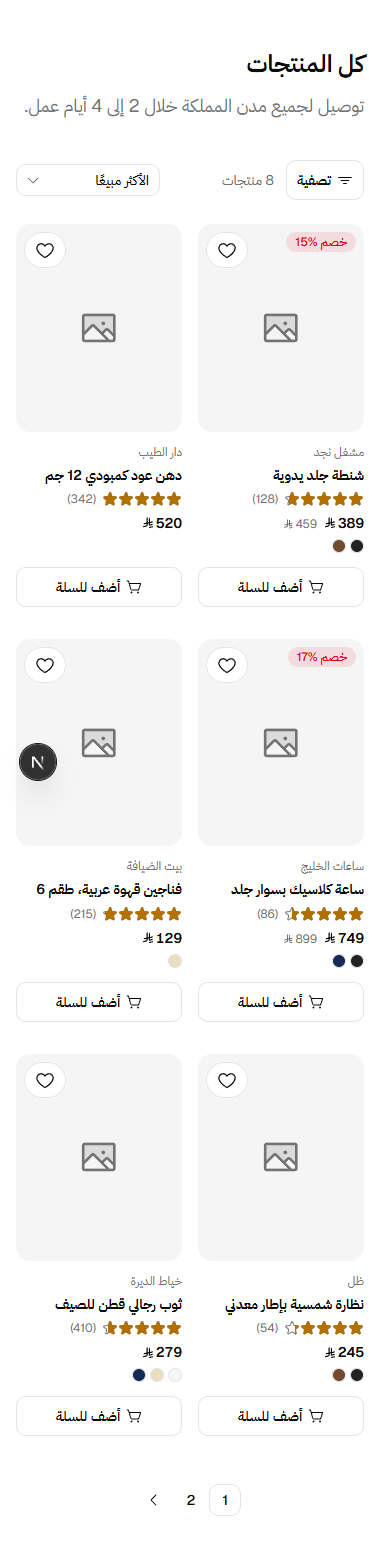 كل المنتجات
توصيل لجميع مدن المملكة خلال 2 إلى 4 أيام عمل.
تصفية
8 منتجات
الأكثر مبيعًا
خصم 15%
مشغل نجد
شنطة جلد يدوية
(128)
389 ⃁ 459 ⃁
أضف للسلة
دار الطيب
دهن عود كمبودي 12 جم
(342)
520 ⃁
أضف للسلة
خصم 17%
ساعات الخليج
ساعة كلاسيك بسوار جلد
(86)
749 ⃁ 899 ⃁
أضف للسلة
بيت الضيافة
فناجين قهوة عربية، طقم 6
(215)
129 ⃁
أضف للسلة
N
ظل
نظارة شمسية بإطار معدني
(54)
245 ⃁
أضف للسلة
خياط الديرة
ثوب رجالي قطن للصيف
(410)
279 ⃁
أضف للسلة
1 2